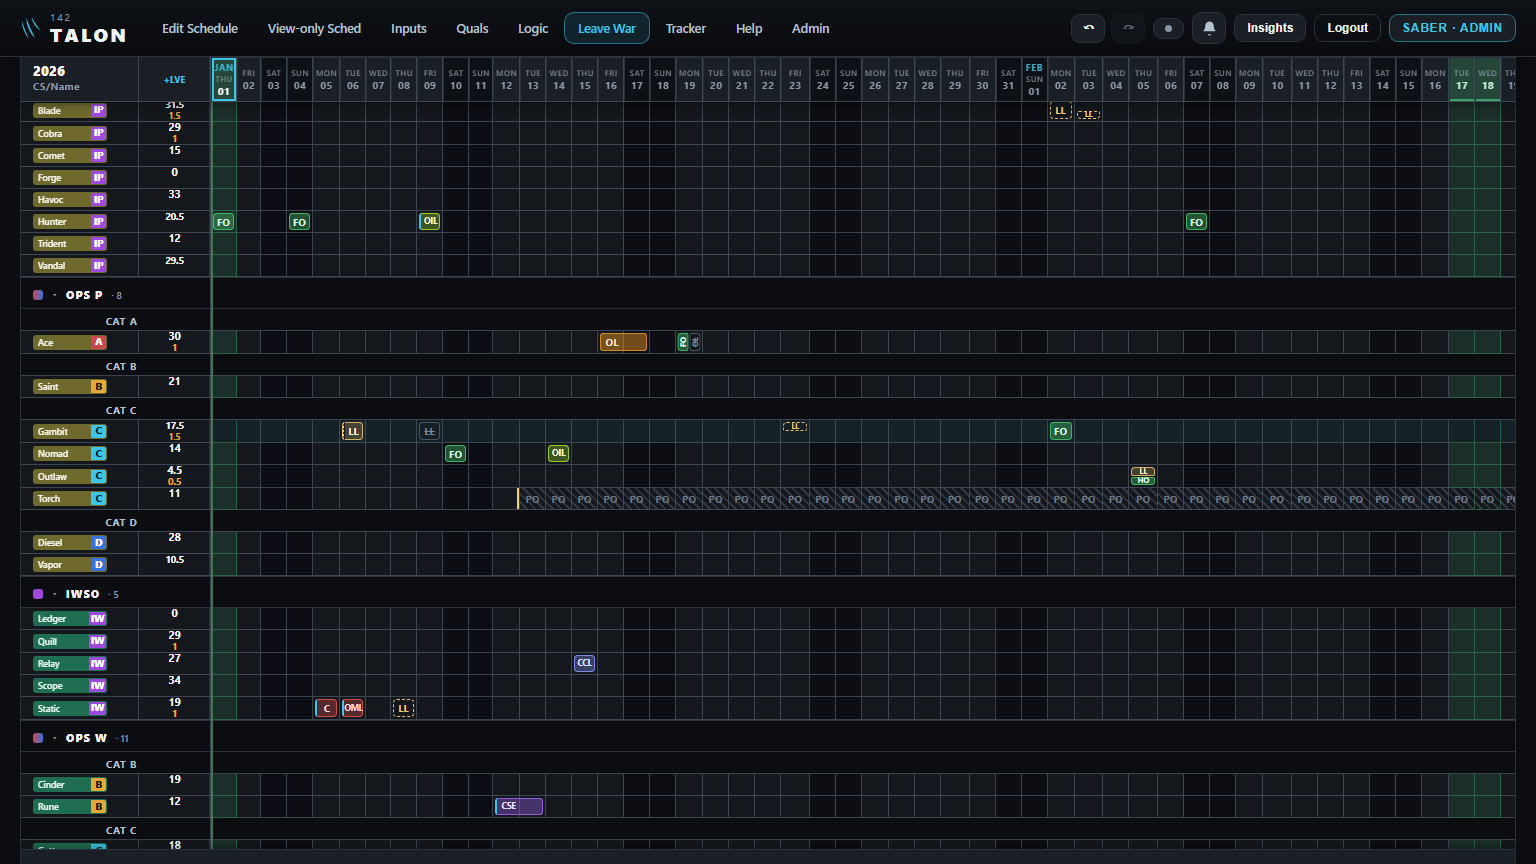 142
TALON
Edit Schedule View-only Sched Inputs Quals Logic Leave War Tracker Help Admin
Insights Logout SABER · ADMIN
2026
CS/Name
+LVE
JAN THU 01 FRI 02 SAT 03 SUN 04 MON 05 TUE 06 WED 07 THU 08 FRI 09 SAT 10 SUN 11 MON 12 TUE 13 WED 14 THU 15 FRI 16 SAT 17 SUN 18 MON 19 TUE 20 WED 21 THU 22 FRI 23 SAT 24 SUN 25 MON 26 TUE 27 WED 28 THU 29 FRI 30 SAT 31 FEB SUN 01 MON 02 TUE 03 WED 04 THU 05 FRI 06 SAT 07 SUN 08 MON 09 TUE 10 WED 11 THU 12 FRI 13 SAT 14 SUN 15 MON 16 TUE 17 WED 18
Blade IP 31.5 1.5 LL LL
Cobra IP 29 1
Comet IP 15
Forge IP 0
Havoc IP 33
Hunter IP 20.5 FO FO OIL FO
Trident IP 12
Vandal IP 29.5
· OPS P · 8
CAT A
Ace A 30 1 OL FO
CAT B
Saint B 21
CAT C
Gambit C 17.5 1.5 LL LL LL FO
Nomad C 14 FO OIL
Outlaw C 4.5 0.5 LL HO
Torch C 11 PO PO PO PO PO PO PO PO PO PO PO PO PO PO PO PO PO PO PO PO PO PO PO PO PO PO PO PO PO PO PO PO PO PO PO PO PO PO
CAT D
Diesel D 28
Vapor D 10.5
· IWSO · 5
Ledger IW 0
Quill IW 29 1
Relay IW 27 CCL
Scope IW 34
Static IW 19 1 C OML LL
· OPS W · 11
CAT B
Cinder B 19
Rune B 12 CSE
CAT C
18